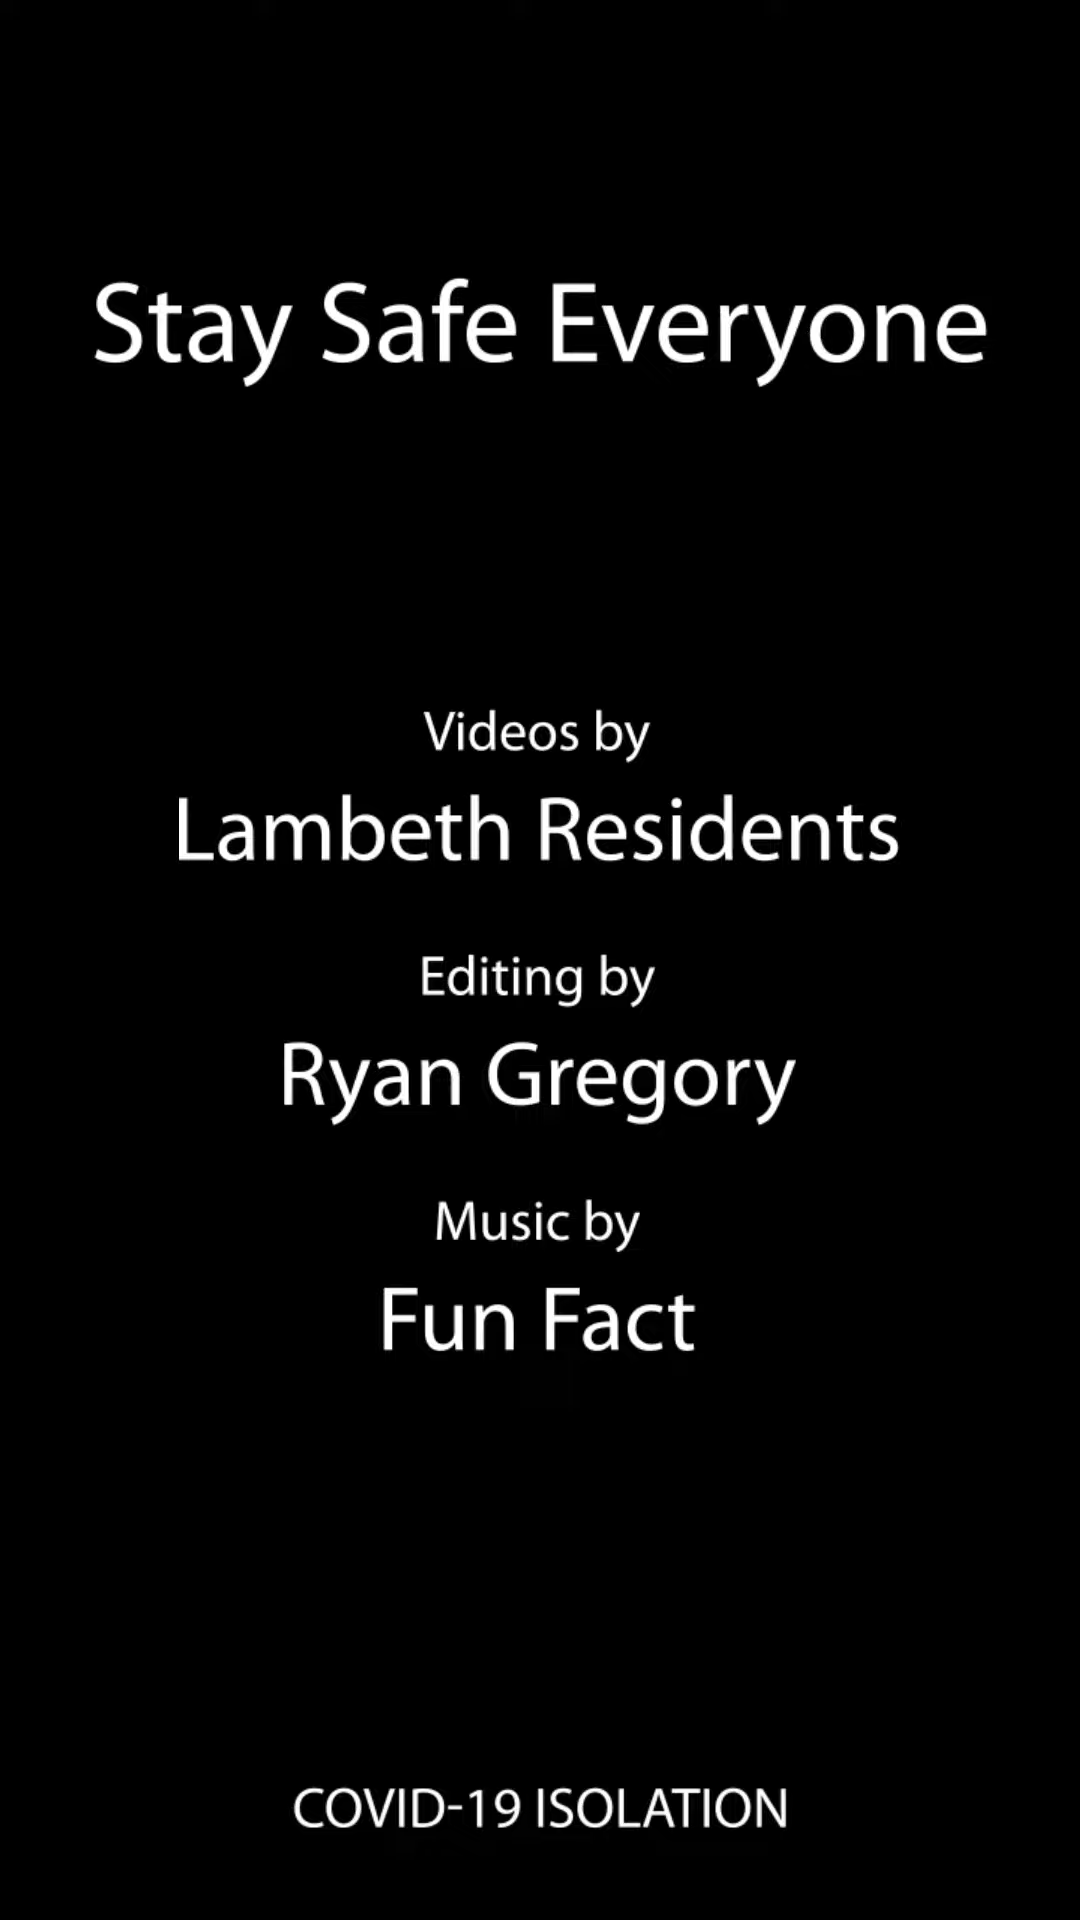 Stay Safe Everyone
Videos by
Lambeth Residents
Editing by
Ryan Gregory
Music by
Fun Fact
COVID-19 ISOLATION